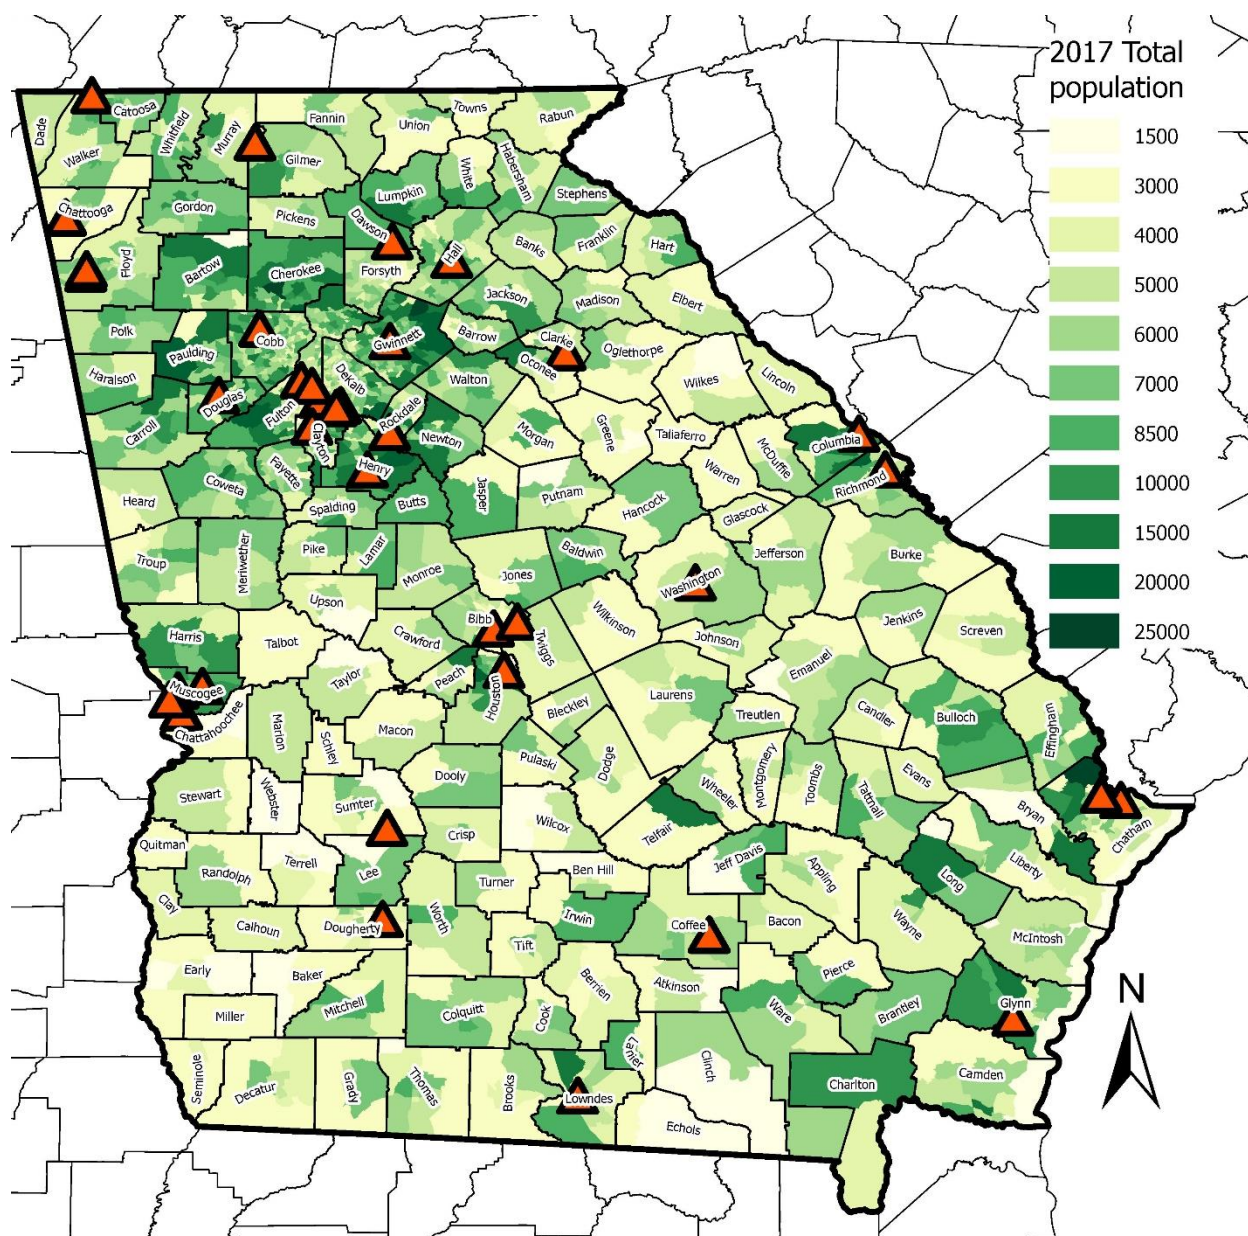 2017 Total
population
1500
3000
4000
5000
6000
7000
8500
10000
15000
20000
25000
N
Dade
Catoosa
Walker
Whitfield
Murray
Fannin
Union
Towns
Rabun
Gilmer
White
Habersham
Stephens
Lumpkin
Chattooga
Gordon
Pickens
Dawson
Hall
Banks
Franklin
Hart
Floyd
Bartow
Cherokee
Forsyth
Jackson
Madison
Elbert
Polk
Paulding
Cobb
Gwinnett
Barrow
Clarke
Oconee
Oglethorpe
Haralson
Douglas
Fulton
Dekalb
Walton
Wilkes
Lincoln
Carroll
Clayton
Rockdale
Newton
Morgan
Greene
Taliaferro
McDuffie
Columbia
Heard
Coweta
Fayette
Henry
Spalding
Butts
Jasper
Putnam
Hancock
Warren
Glascock
Richmond
Troup
Meriwether
Pike
Lamar
Monroe
Jones
Baldwin
Washington
Jefferson
Burke
Upson
Harris
Talbot
Crawford
Bibb
Twiggs
Wilkinson
Johnson
Jenkins
Screven
Muscogee
Chattahoochee
Taylor
Peach
Houston
Bleckley
Laurens
Emanuel
Treutlen
Candler
Bulloch
Effingham
Marion
Schley
Macon
Dooly
Pulaski
Dodge
Wheeler
Montgomery
Toombs
Tattnall
Evans
Bryan
Chatham
Stewart
Webster
Sumter
Crisp
Wilcox
Telfair
Quitman
Randolph
Terrell
Lee
Turner
Ben Hill
Jeff Davis
Appling
Long
Liberty
Clay
Calhoun
Dougherty
Worth
Tift
Irwin
Coffee
Bacon
Wayne
McIntosh
Early
Baker
Mitchell
Colquitt
Cook
Berrien
Atkinson
Pierce
Ware
Brantley
Glynn
Miller
Seminole
Decatur
Grady
Thomas
Brooks
Lowndes
Lanier
Clinch
Echols
Charlton
Camden